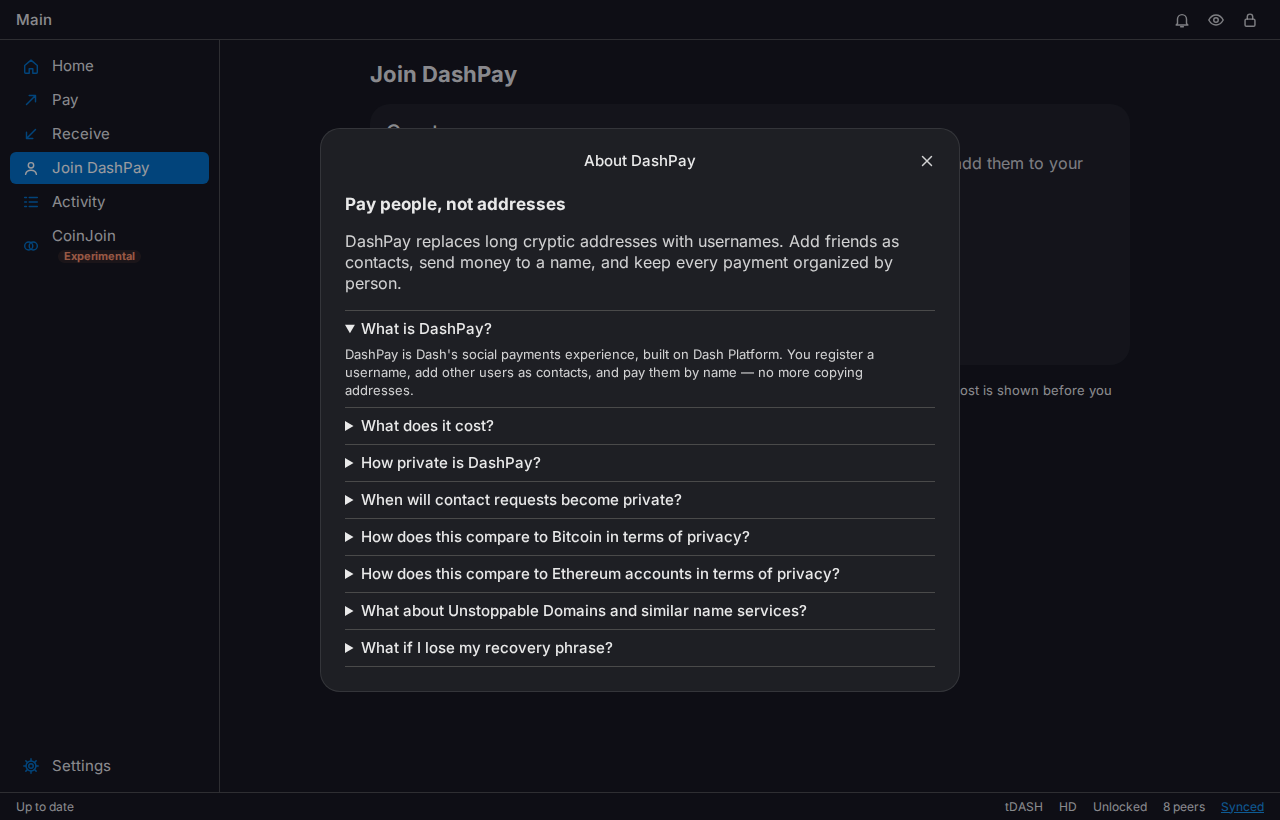 Main
Home
Pay
Receive
Join DashPay
Activity
CoinJoin
Experimental
Settings
Join DashPay
add them to your
ost is shown before you
About DashPay
Pay people, not addresses
DashPay replaces long cryptic addresses with usernames. Add friends as
contacts, send money to a name, and keep every payment organized by
person.
What is DashPay?
DashPay is Dash's social payments experience, built on Dash Platform. You register a
username, add other users as contacts, and pay them by name — no more copying
addresses.
What does it cost?
How private is DashPay?
When will contact requests become private?
How does this compare to Bitcoin in terms of privacy?
How does this compare to Ethereum accounts in terms of privacy?
What about Unstoppable Domains and similar name services?
What if I lose my recovery phrase?
Up to date
tDASH HD Unlocked 8 peers Synced